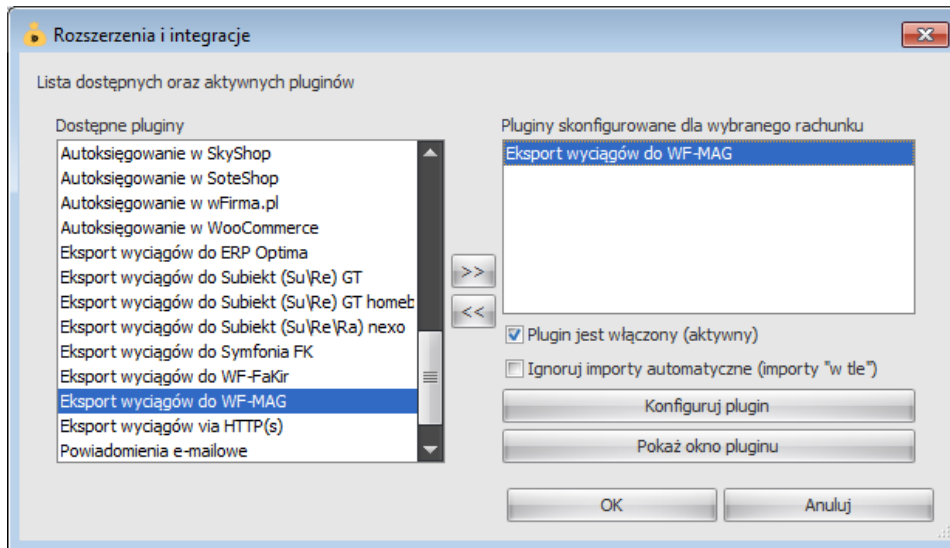 Rozszerzenia i integracje
Lista dostępnych oraz aktywnych pluginów
Dostępne pluginy
Autoksięgowanie w SkyShop
Autoksięgowanie w SoteShop
Autoksięgowanie w wFirma.pl
Autoksięgowanie w WooCommerce
Eksport wyciągów do ERP Optima
Eksport wyciągów do Subiekt (Su\Re) GT
Eksport wyciągów do Subiekt (Su\Re) GT homeb
Eksport wyciągów do Subiekt (Su\Re\Ra) nexo
Eksport wyciągów do Symfonia FK
Eksport wyciągów do WF-FaKir
Eksport wyciągów do WF-MAG
Eksport wyciągów via HTTP(s)
Powiadomienia e-mailowe
>>
<<
Pluginy skonfigurowane dla wybranego rachunku
Eksport wyciągów do WF-MAG
Plugin jest włączony (aktywny)
Ignoruj importy automatyczne (importy "w tle")
Konfiguruj plugin
Pokaż okno pluginu
OK
Anuluj